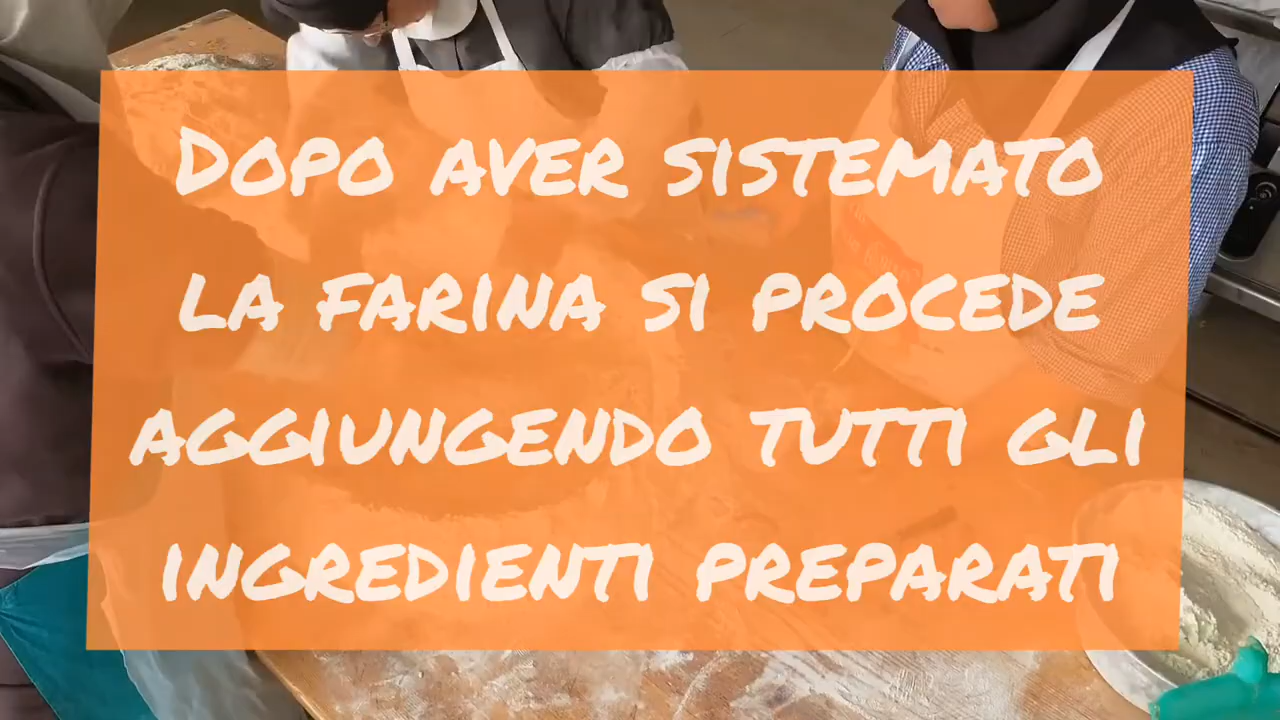 Dopo aver sistemato
la farina si procede
aggiungendo tutti gli
ingredienti preparati